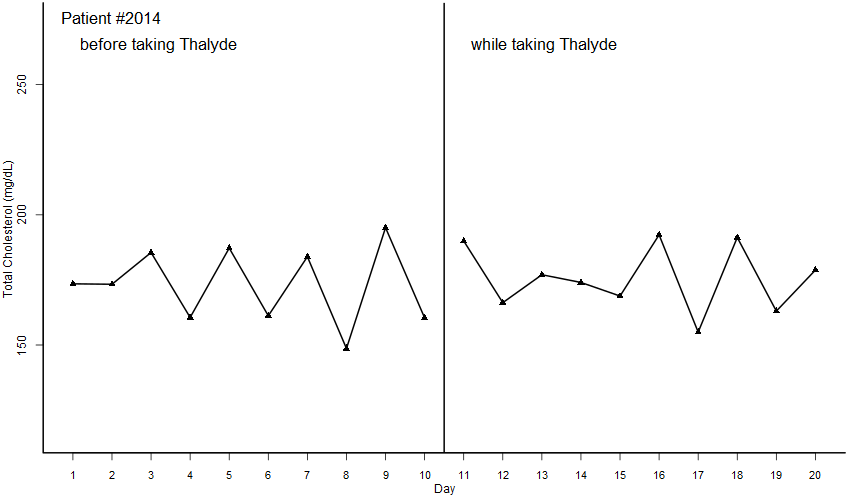 Patient #2014
before taking Thalyde
while taking Thalyde
Total Cholesterol (mg/dL)
250
200
150
1 2 3 4 5 6 7 8 9 10 11 12 13 14 15 16 17 18 19 20
Day